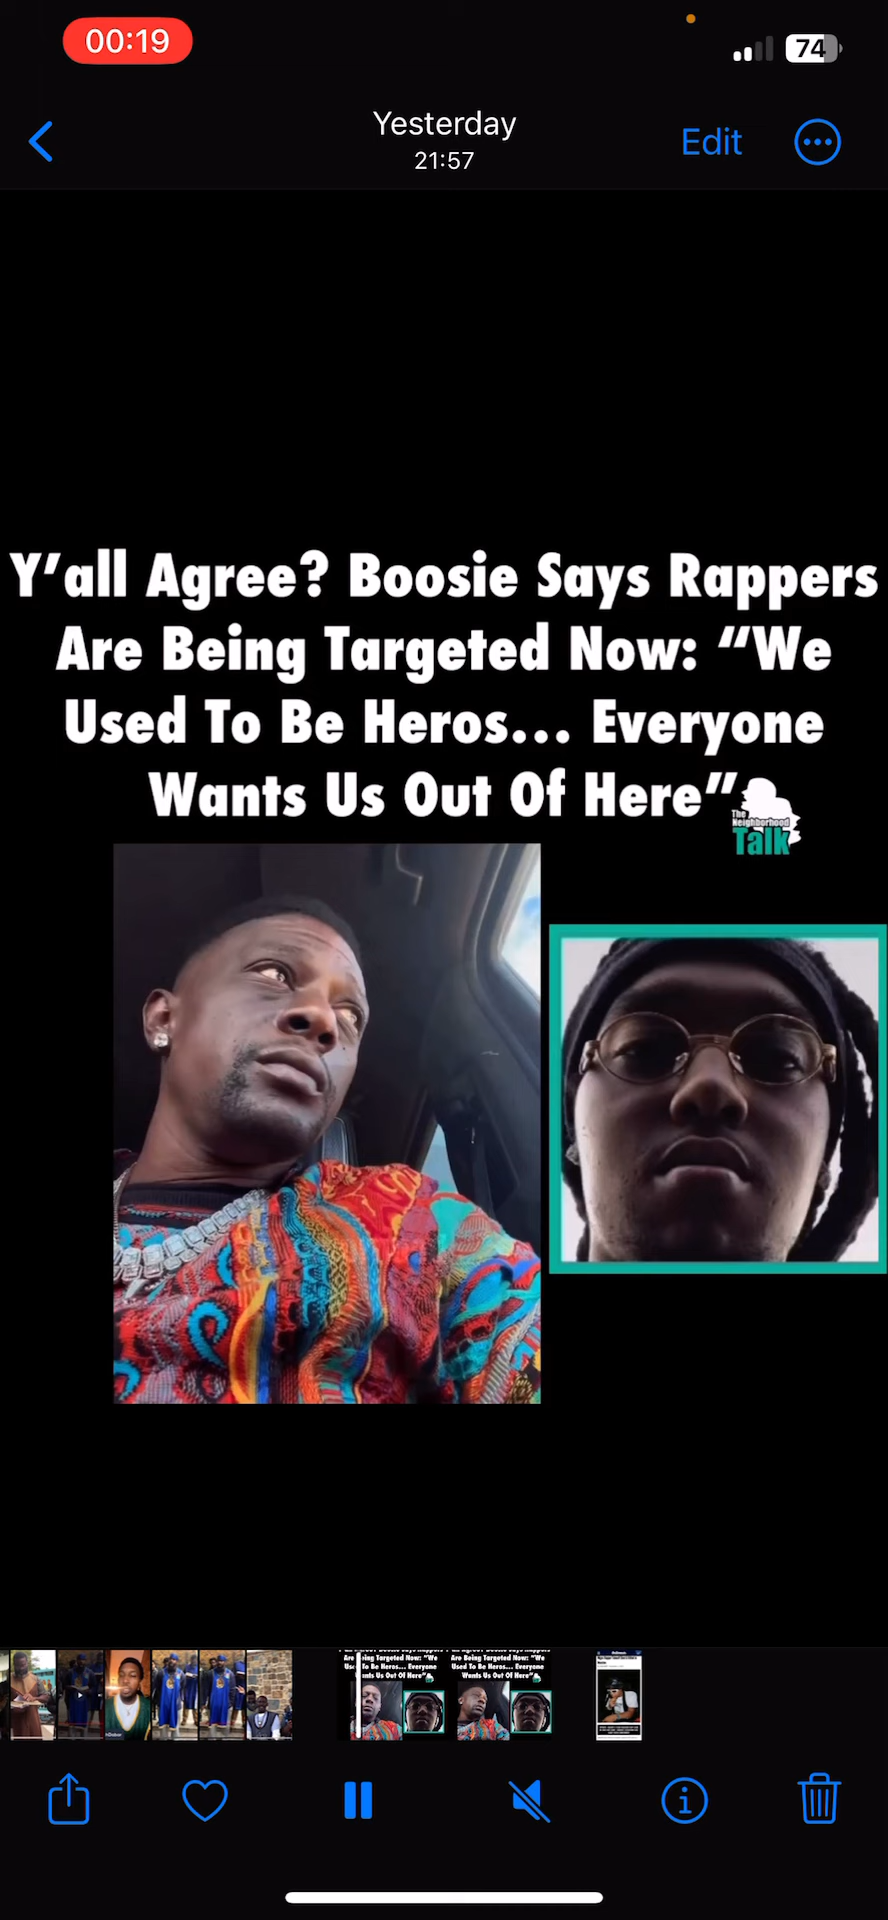 00:19
74
Yesterday
21:57
Edit
Y'all Agree? Boosie Says Rappers
Are Being Targeted Now: “We
Used To Be Heros... Everyone
Wants Us Out Of Here”
The
Neighborhood
Talk